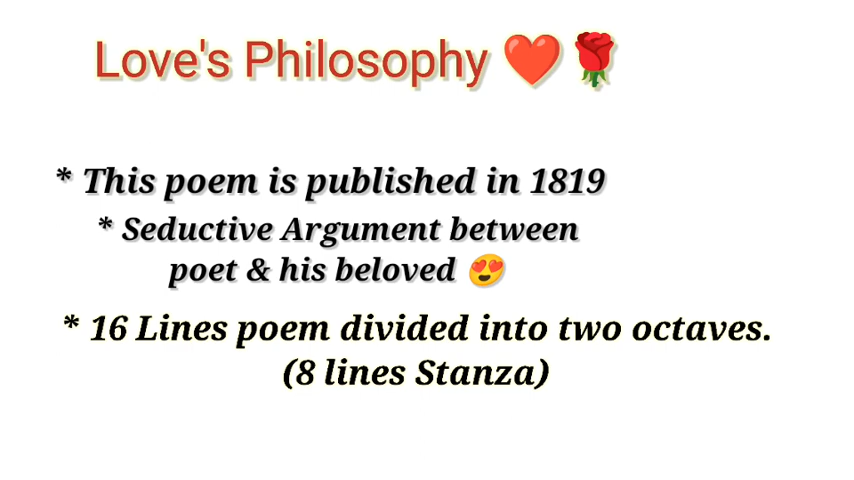 Love's Philosophy ❤️🌹
* This poem is published in 1819
* Seductive Argument between
poet & his beloved 😍
* 16 Lines poem divided into two octaves.
(8 lines Stanza)